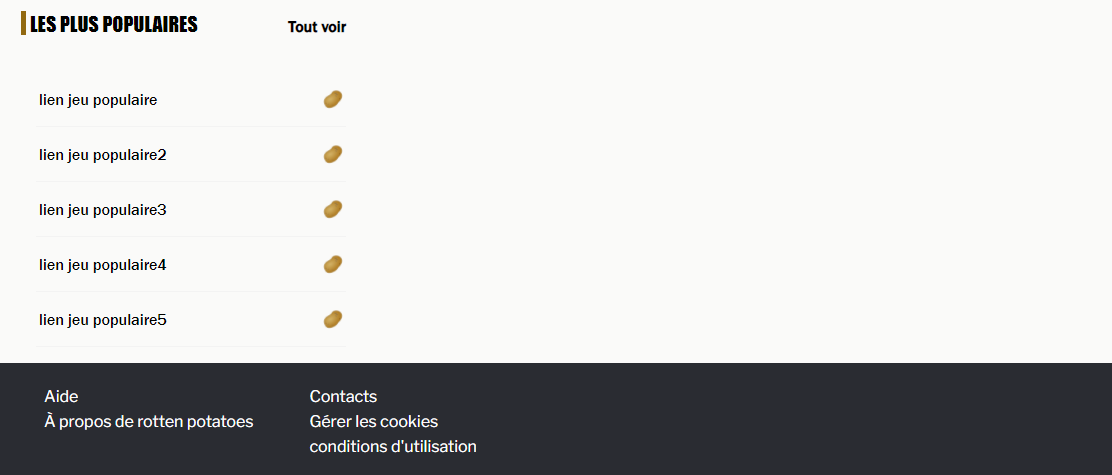 LES PLUS POPULAIRES
Tout voir
lien jeu populaire
lien jeu populaire2
lien jeu populaire3
lien jeu populaire4
lien jeu populaire5
Aide
À propos de rotten potatoes
Contacts
Gérer les cookies
conditions d'utilisation